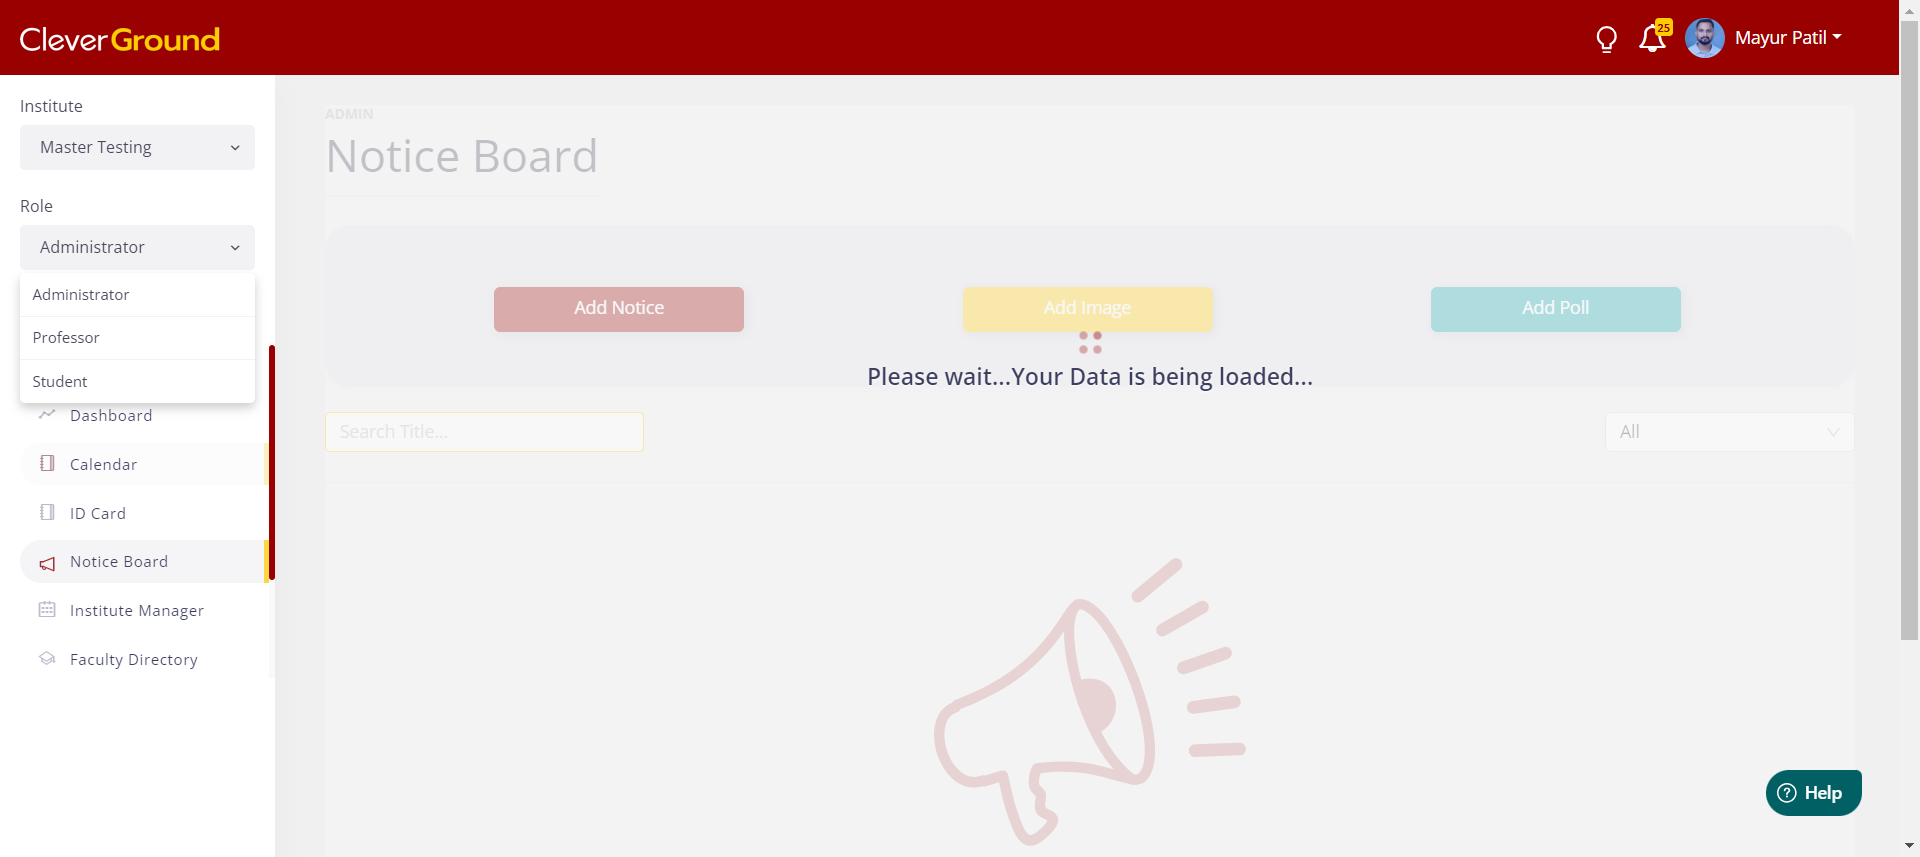 CleverGround
25
Mayur Patil
Institute
Master Testing
Role
Administrator
Administrator
Professor
Student
Dashboard
Calendar
ID Card
Notice Board
Institute Manager
Faculty Directory
ADMIN
Notice Board
Add Notice
Add Image
Add Poll
Please wait...Your Data is being loaded...
Search Title...
All
Help